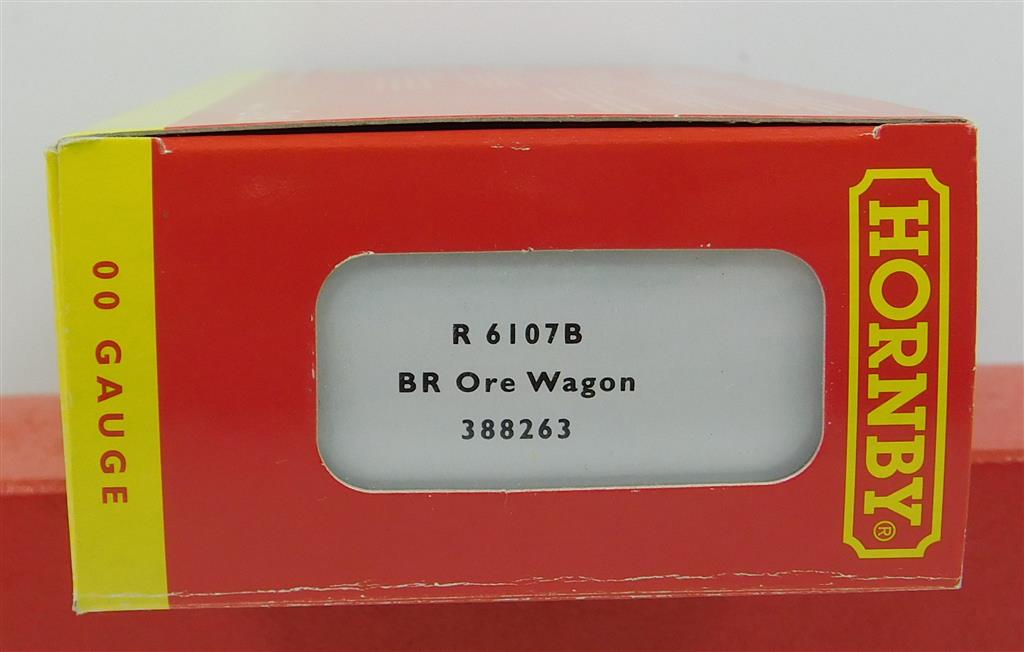 00 GAUGE
R 6107B
BR Ore Wagon
388263
HORNBY®